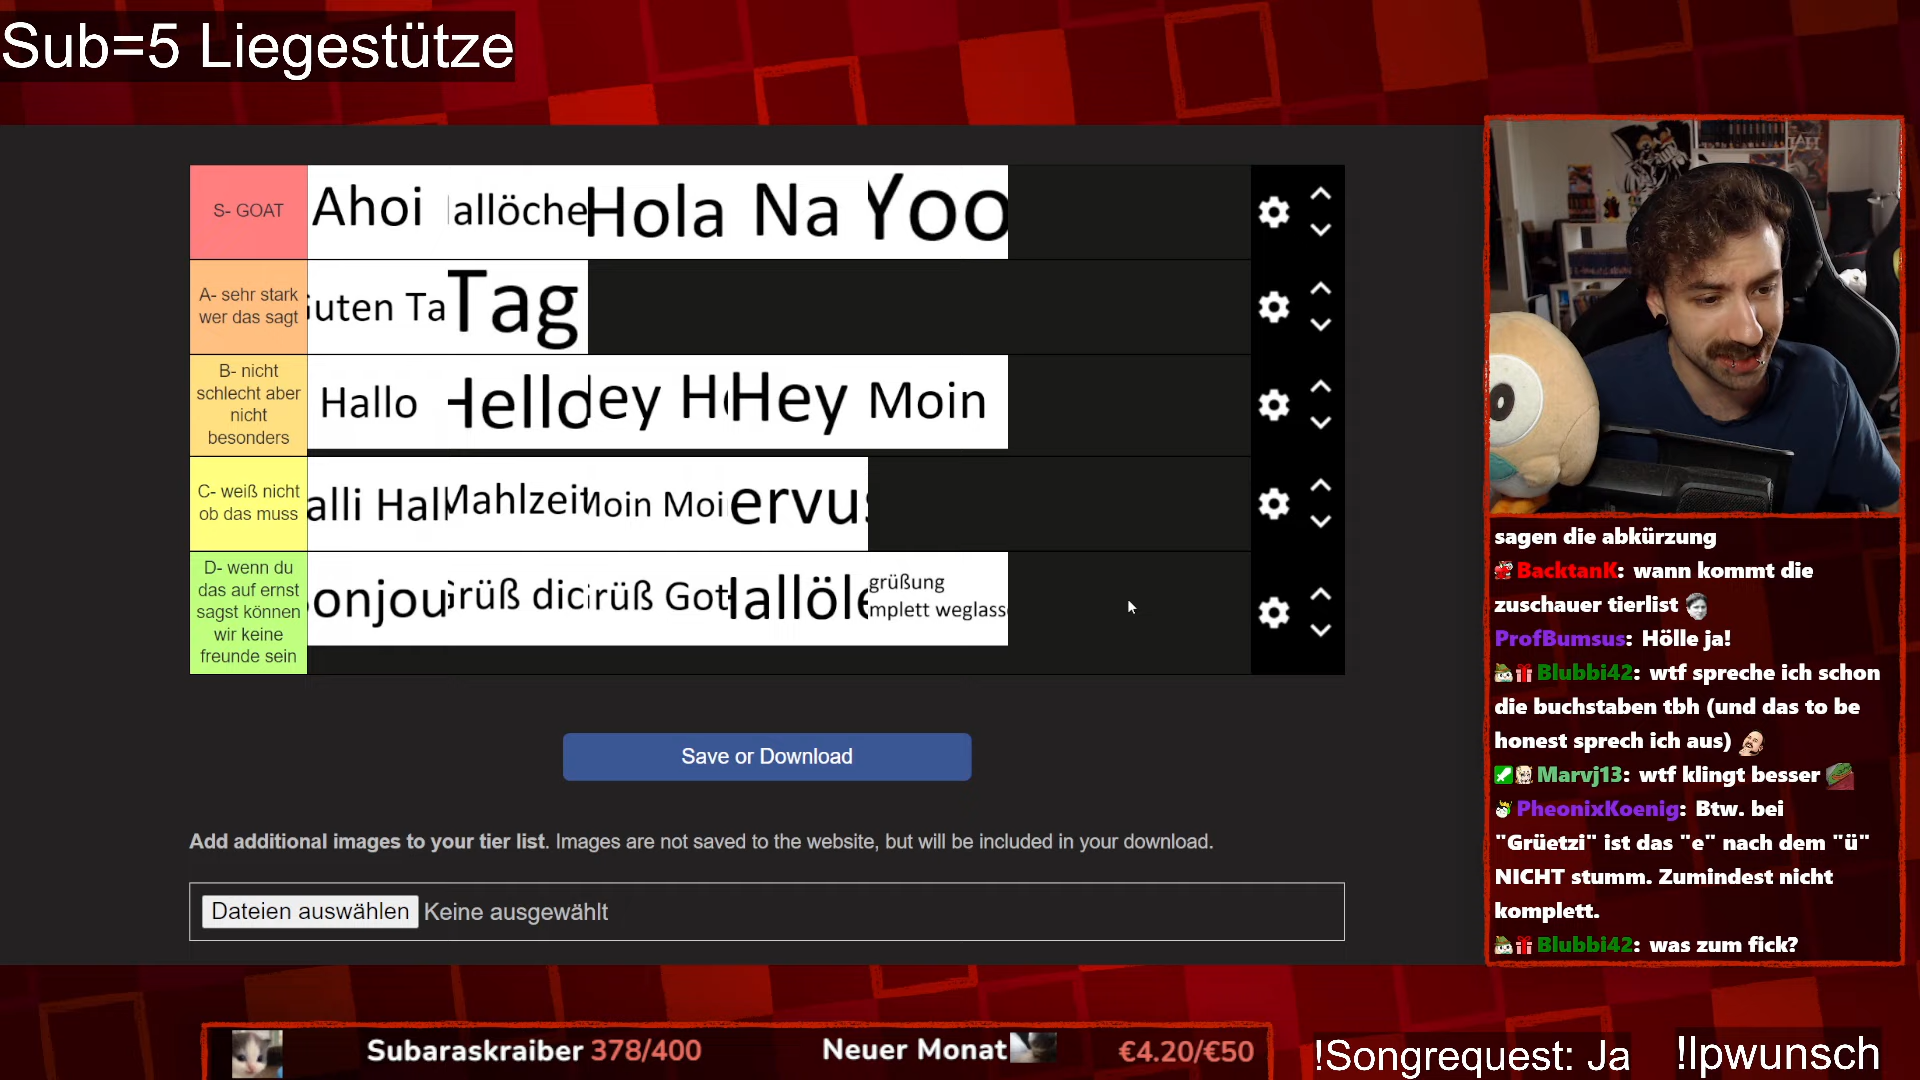 Sub=5 Liegestütze
S- GOAT
Ahoi
allöche
Hola
Na
Yoo
A- sehr stark
wer das sagt
uten Ta
Tag
B- nicht
schlecht aber
nicht
besonders
Hallo
Hello
ey H
Hey
Moin
C- weiß nicht
ob das muss
alli Hall
Mahlzeit
Moin Moi
ervus
D- wenn du
das auf ernst
sagst können
wir keine
freunde sein
onjou
rüß dic
rüß Got
Hallöle
grüßung
mplett weglass
Save or Download
Add additional images to your tier list. Images are not saved to the website, but will be included in your download.
Dateien auswählen Keine ausgewählt
sagen die abkürzung
BacktanK: wann kommt die
zuschauer tierlist
ProfBumsus: Hölle ja!
Blubbi42: wtf spreche ich schon
die buchstaben tbh (und das to be
honest sprech ich aus)
Marvj13: wtf klingt besser
PheonixKoenig: Btw. bei
"Grüetzi" ist das "e" nach dem "ü"
NICHT stumm. Zumindest nicht
komplett.
Blubbi42: was zum fick?
Subaraskraiber 378/400
Neuer Monat €4.20/€50
!Songrequest: Ja
!lpwunsch